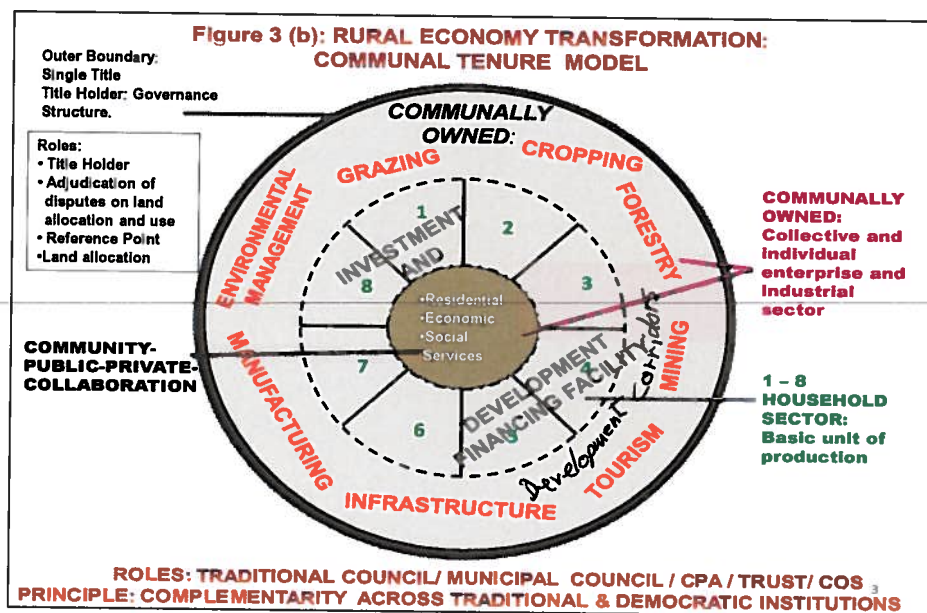 Figure 3 (b): RURAL ECONOMY TRANSFORMATION:
COMMUNAL TENURE MODEL
Outer Boundary:
Single Title
Title Holder: Governance
Structure.
Roles:
• Title Holder
• Adjudication of
disputes on land
allocation and use
• Reference Point
•Land allocation
COMMUNITY-
PUBLIC-PRIVATE-
COLLABORATION
COMMUNALLY
OWNED:
GRAZING
CROPPING
FORESTRY
MINING
TOURISM
INFRASTRUCTURE
MANUFACTURING
ENVIRONMENTAL
MANAGEMENT
1
2
3
4
5
6
7
8
INVESTMENT
AND
DEVELOPMENT
FINANCING FACILITY
•Residential
•Economic
•Social
Services
Development Corridors
COMMUNALLY
OWNED:
Collective and
individual
enterprise and
industrial
sector
1 – 8
HOUSEHOLD
SECTOR:
Basic unit of
production
ROLES: TRADITIONAL COUNCIL/ MUNICIPAL COUNCIL / CPA / TRUST/ COS
PRINCIPLE: COMPLEMENTARITY ACROSS TRADITIONAL & DEMOCRATIC INSTITUTIONS
3